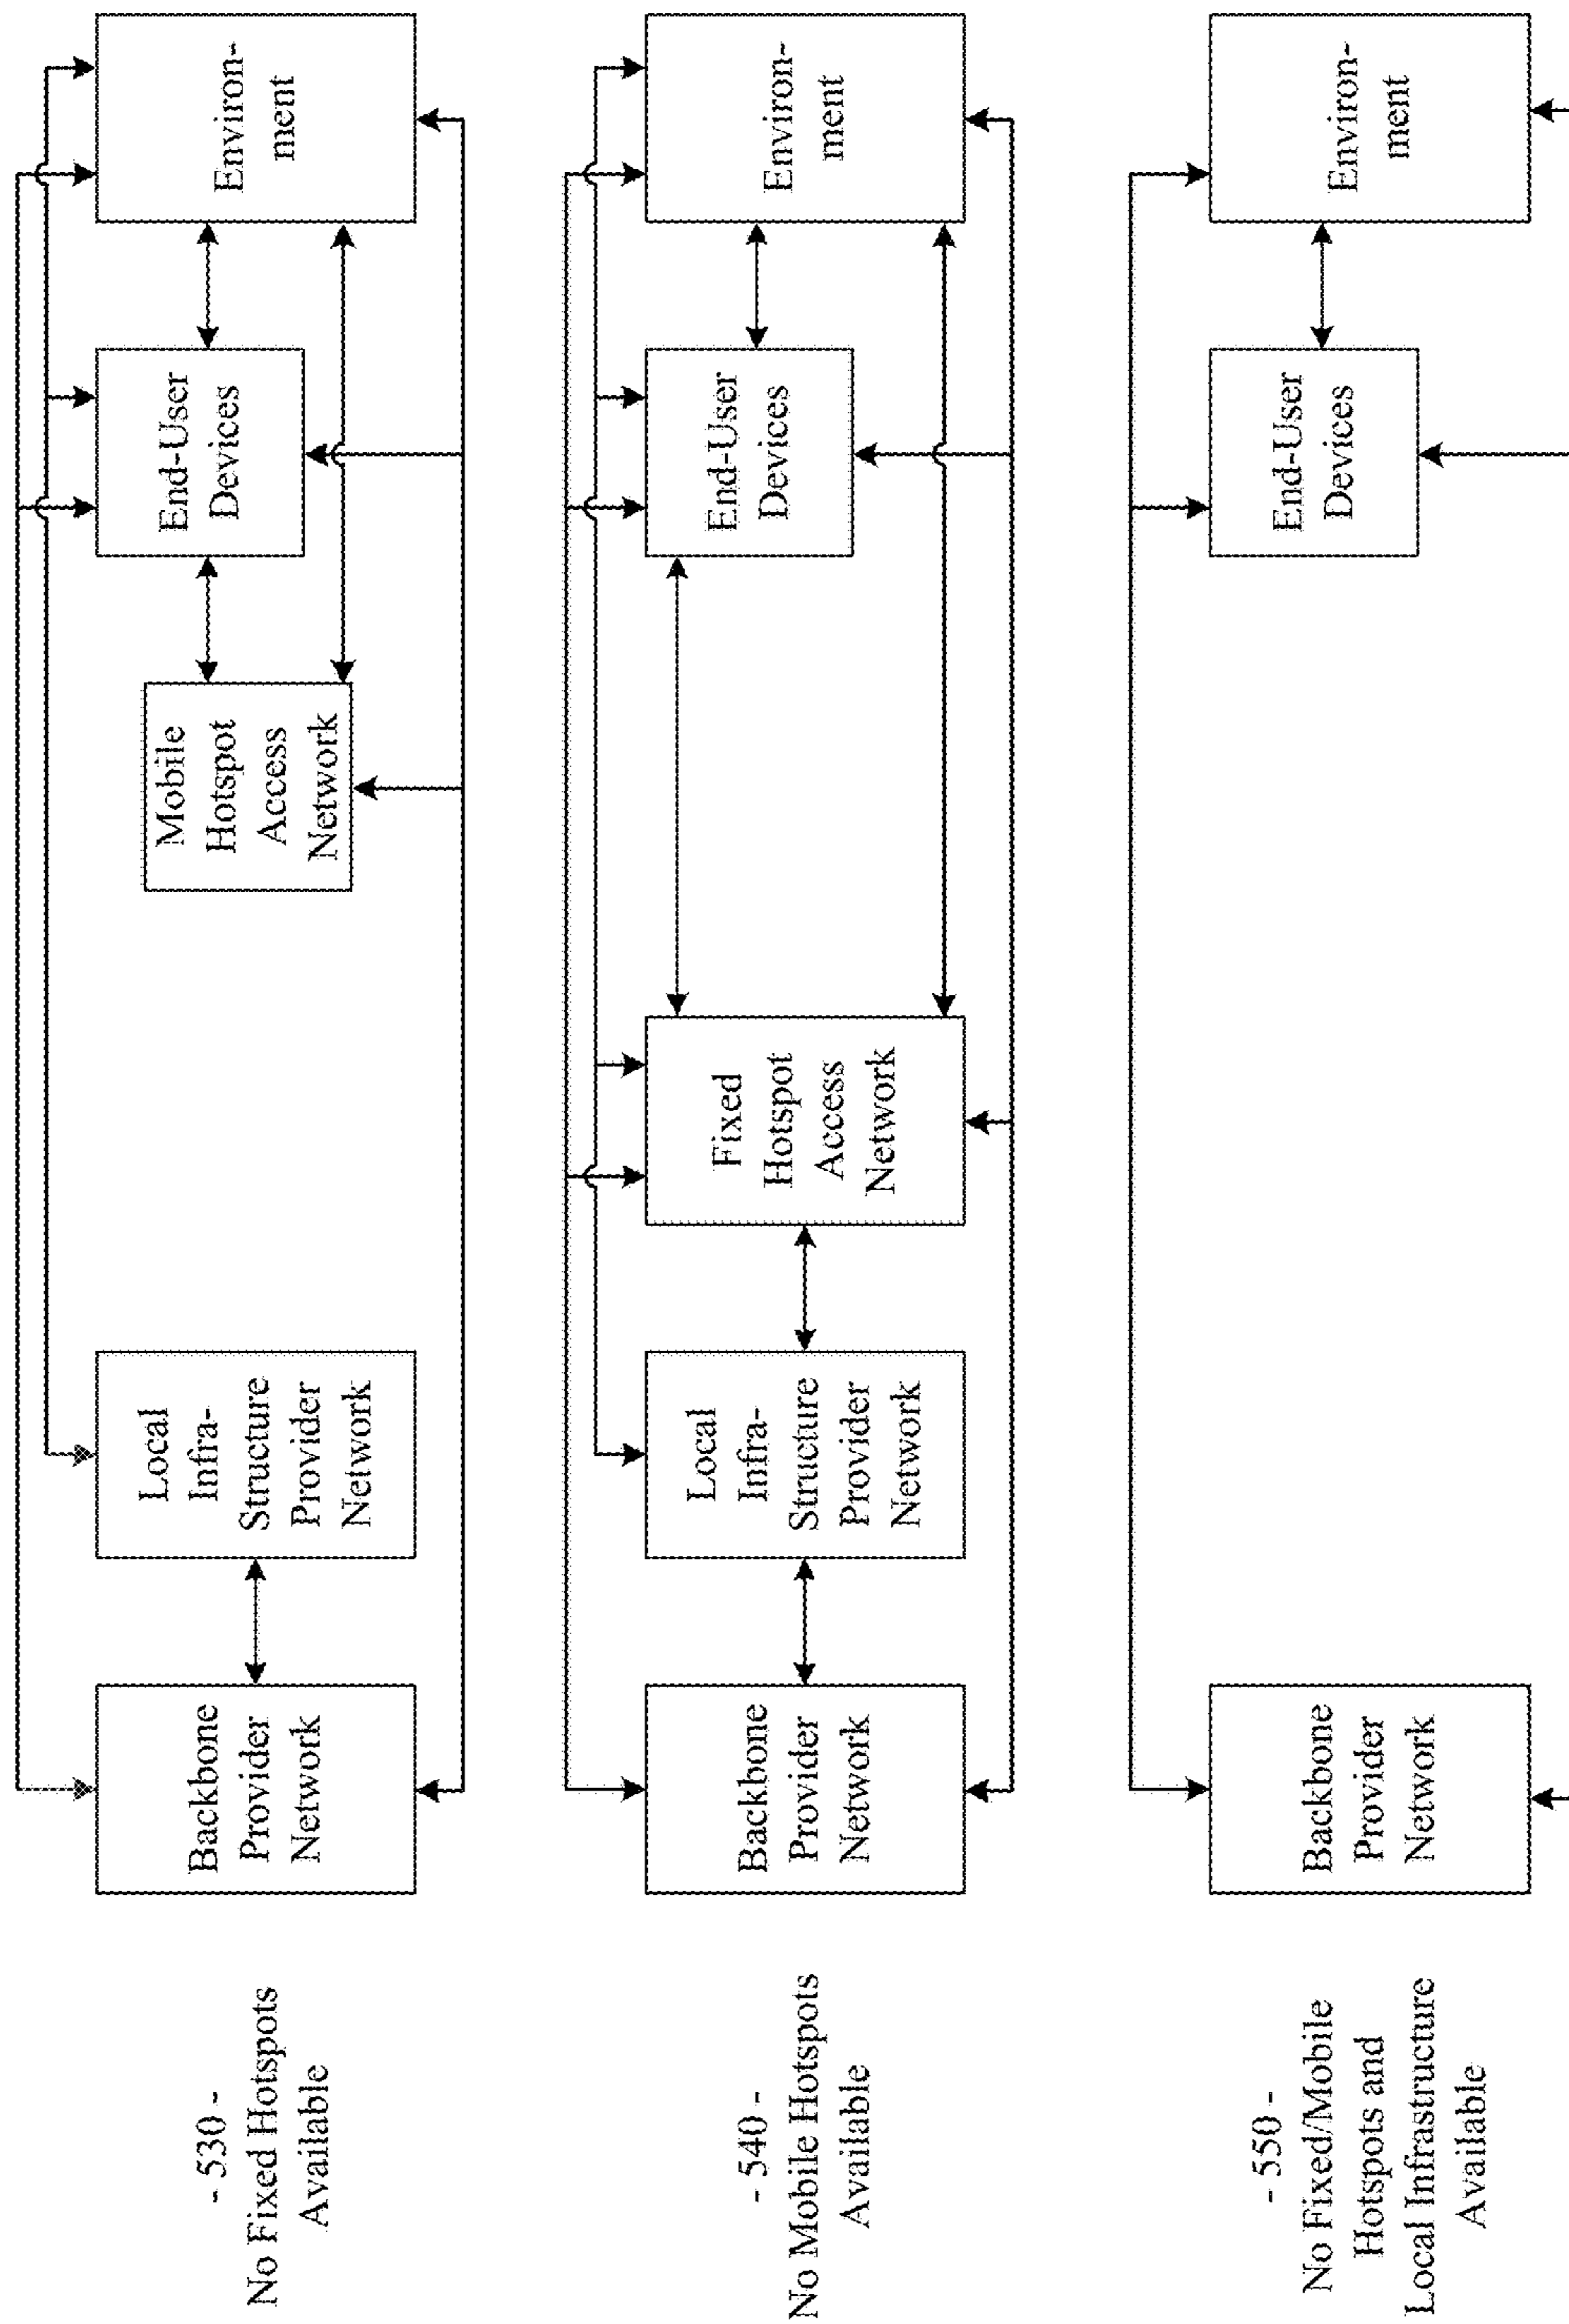 - 530 -
No Fixed Hotspots
Available
Backbone
Provider
Network
Local
Infra-
Structure
Provider
Network
Mobile
Hotspot
Access
Network
End-User
Devices
Environ-
ment
- 540 -
No Mobile Hotspots
Available
Backbone
Provider
Network
Local
Infra-
Structure
Provider
Network
Fixed
Hotspot
Access
Network
End-User
Devices
Environ-
ment
- 550 -
No Fixed/Mobile
Hotspots and
Local Infrastructure
Available
Backbone
Provider
Network
End-User
Devices
Environ-
ment